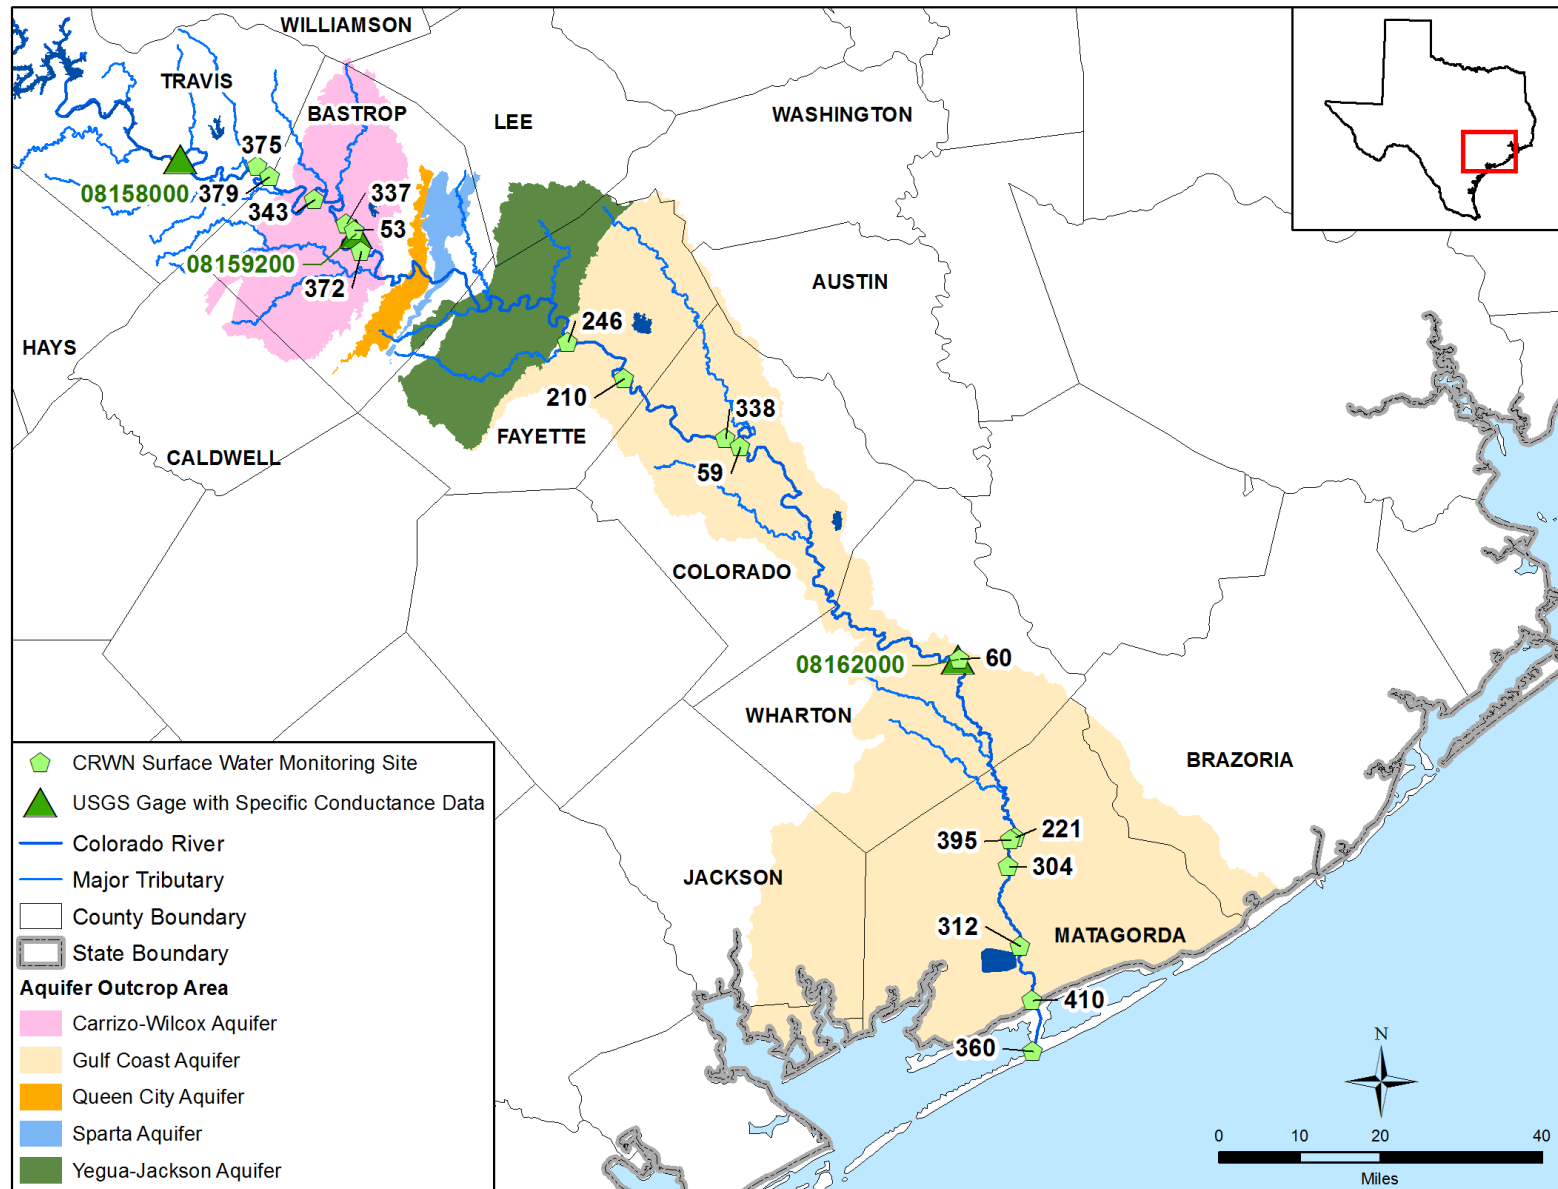 WILLIAMSON
TRAVIS
BASTROP
LEE
WASHINGTON
375
08158000
379
343
337
53
08159200
372
AUSTIN
HAYS
246
210
338
FAYETTE
59
CALDWELL
COLORADO
08162000
60
WHARTON
BRAZORIA
395
221
304
JACKSON
312
MATAGORDA
410
360
CRWN Surface Water Monitoring Site
USGS Gage with Specific Conductance Data
Colorado River
Major Tributary
County Boundary
State Boundary
Aquifer Outcrop Area
Carrizo-Wilcox Aquifer
Gulf Coast Aquifer
Queen City Aquifer
Sparta Aquifer
Yegua-Jackson Aquifer
N
0 10 20 40
Miles